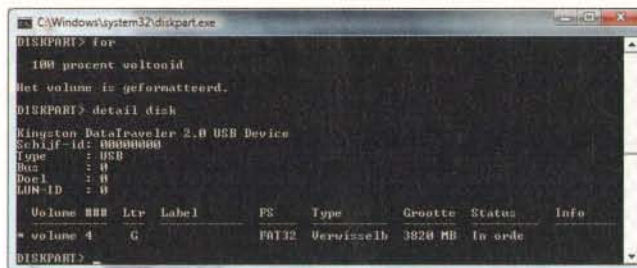 C:\Windows\system32\diskpart.exe
DISKPART> for
100 procent voltooid
Het volume is geformatteerd.
DISKPART> detail disk
Kingston DataTraveler 2.0 USB Device
Schijf-id: 00000000
Type : USB
Bus : 0
Doel : 0
LUN-ID : 0
Volume ### Ltr Label FS Type Grootte Status Info
* volume 4 G FAT32 Verwisselb 3820 MB In orde
DISKPART> _